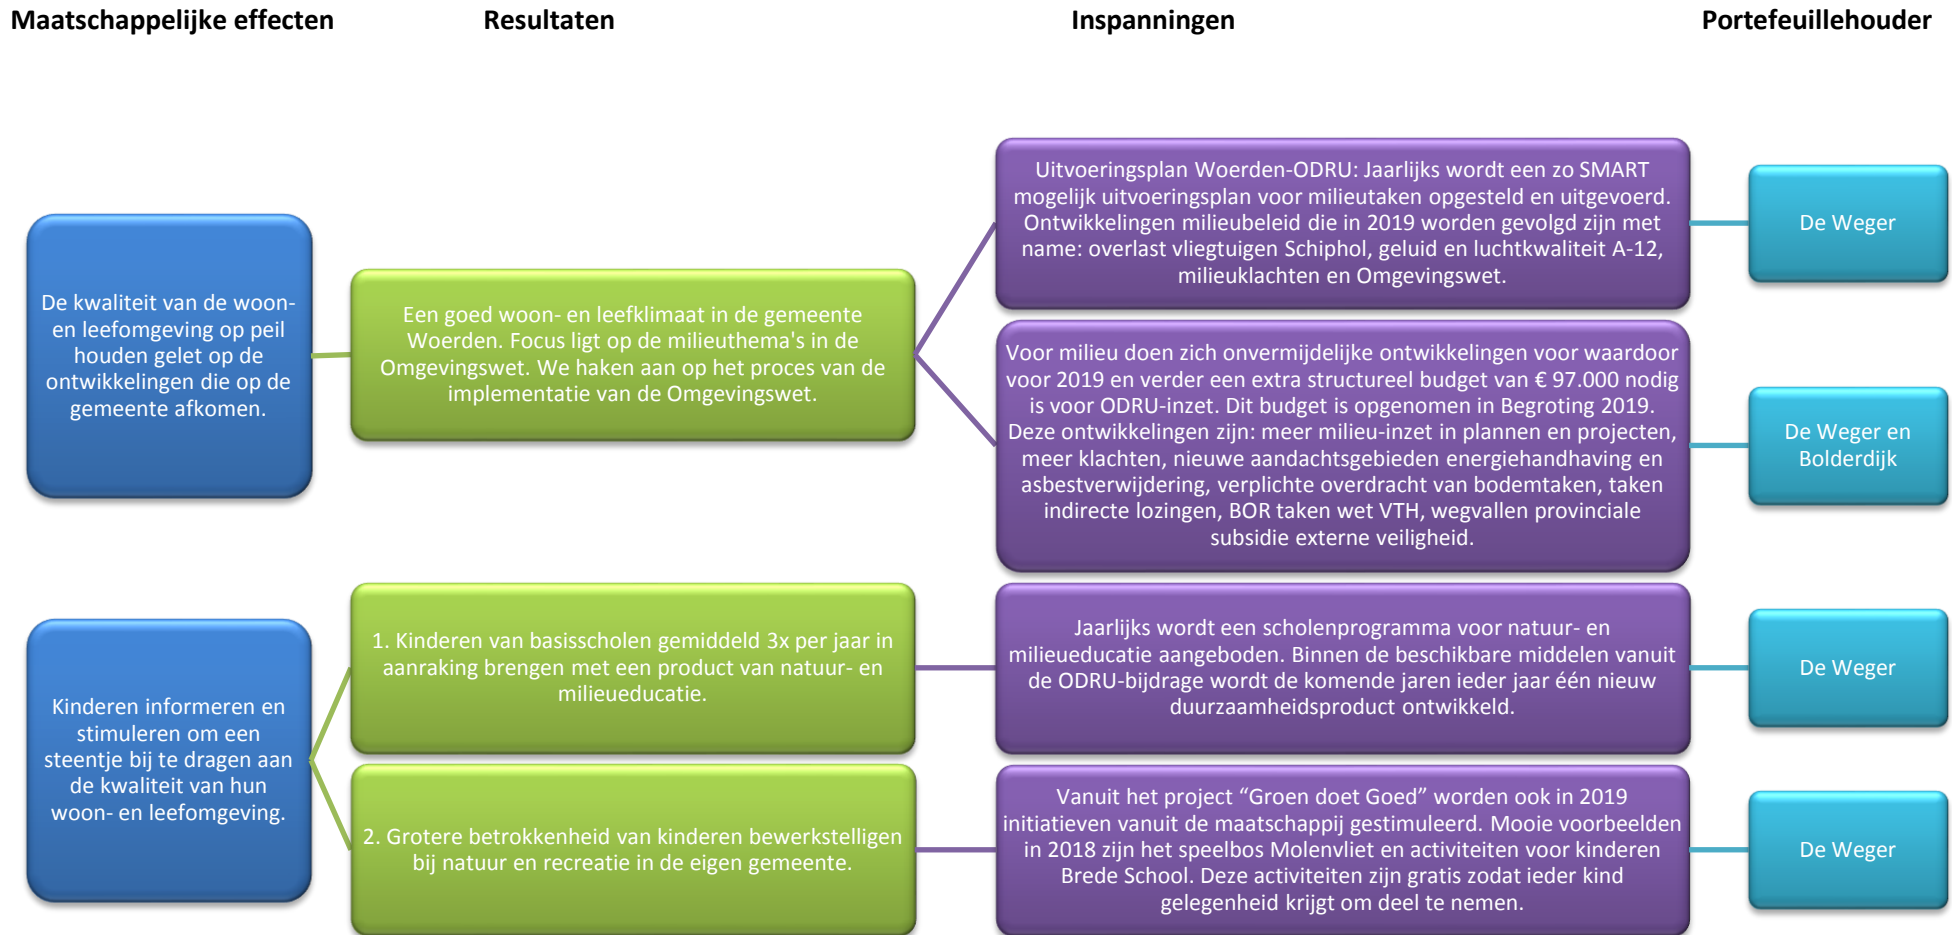 Maatschappelijke effecten
Resultaten
Inspanningen
Portefeuillehouder
De kwaliteit van de woon-
en leefomgeving op peil
houden gelet op de
ontwikkelingen die op de
gemeente afkomen.
Een goed woon- en leefklimaat in de gemeente
Woerden. Focus ligt op de milieuthema's in de
Omgevingswet. We haken aan op het proces van de
implementatie van de Omgevingswet.
Uitvoeringsplan Woerden-ODRU: Jaarlijks wordt een zo SMART
mogelijk uitvoeringsplan voor milieutaken opgesteld en uitgevoerd.
Ontwikkelingen milieubeleid die in 2019 worden gevolgd zijn met
name: overlast vliegtuigen Schiphol, geluid en luchtkwaliteit A-12,
milieuklachten en Omgevingswet.
De Weger
Voor milieu doen zich onvermijdelijke ontwikkelingen voor waardoor
voor 2019 en verder een extra structureel budget van € 97.000 nodig
is voor ODRU-inzet. Dit budget is opgenomen in Begroting 2019.
Deze ontwikkelingen zijn: meer milieu-inzet in plannen en projecten,
meer klachten, nieuwe aandachtsgebieden energiehandhaving en
asbestverwijdering, verplichte overdracht van bodemtaken, taken
indirecte lozingen, BOR taken wet VTH, wegvallen provinciale
subsidie externe veiligheid.
De Weger en
Bolderdijk
Kinderen informeren en
stimuleren om een
steentje bij te dragen aan
de kwaliteit van hun
woon- en leefomgeving.
1. Kinderen van basisscholen gemiddeld 3x per jaar in
aanraking brengen met een product van natuur- en
milieueducatie.
Jaarlijks wordt een scholenprogramma voor natuur- en
milieueducatie aangeboden. Binnen de beschikbare middelen vanuit
de ODRU-bijdrage wordt de komende jaren ieder jaar één nieuw
duurzaamheidsproduct ontwikkeld.
De Weger
2. Grotere betrokkenheid van kinderen bewerkstelligen
bij natuur en recreatie in de eigen gemeente.
Vanuit het project “Groen doet Goed” worden ook in 2019
initiatieven vanuit de maatschappij gestimuleerd. Mooie voorbeelden
in 2018 zijn het speelbos Molenvliet en activiteiten voor kinderen
Brede School. Deze activiteiten zijn gratis zodat ieder kind
gelegenheid krijgt om deel te nemen.
De Weger